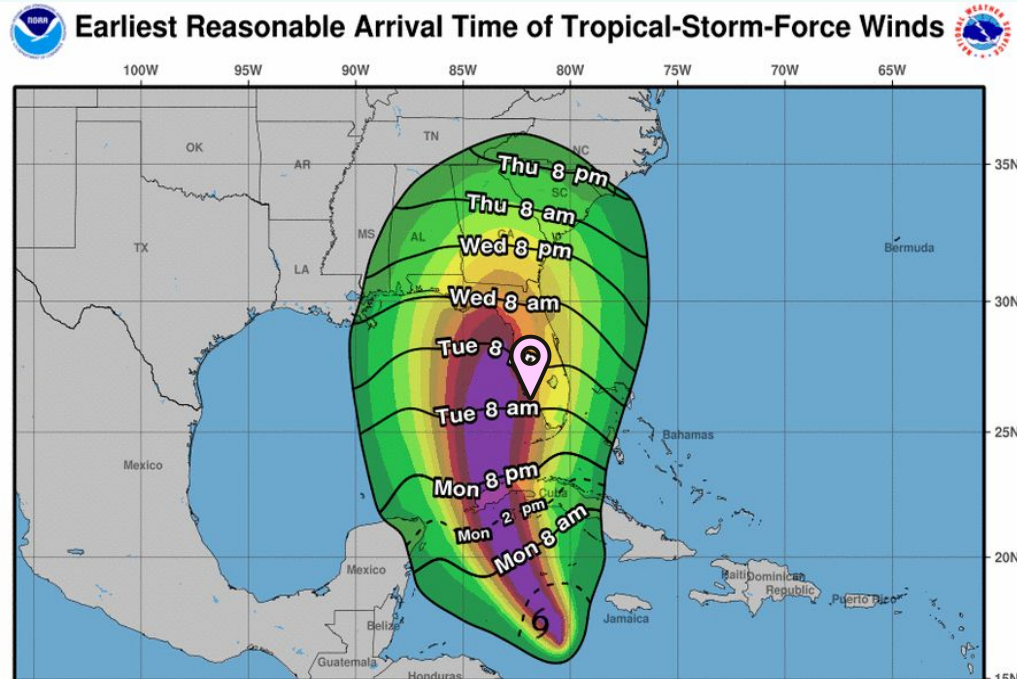 NOAA
Earliest Reasonable Arrival Time of Tropical-Storm-Force Winds
100W 95W 90W 85W 80W 75W 70W 65W
TN
OK
NC
AR
35N
Thu 8 pm
SC
Thu 8 am
MS
AL
GA
TX
Wed 8 pm
Bermuda
LA
Wed 8 am
30N
Tue 8
Tue 8 am
25N
Bahamas
Mexico
Mon 8 pm
Cuba
Mon 2 pm
Mon 8 am
20N
Mexico
Haiti
Dominican
Republic
Puerto Rico
Jamaica
Belize
Guatemala
Honduras
15N